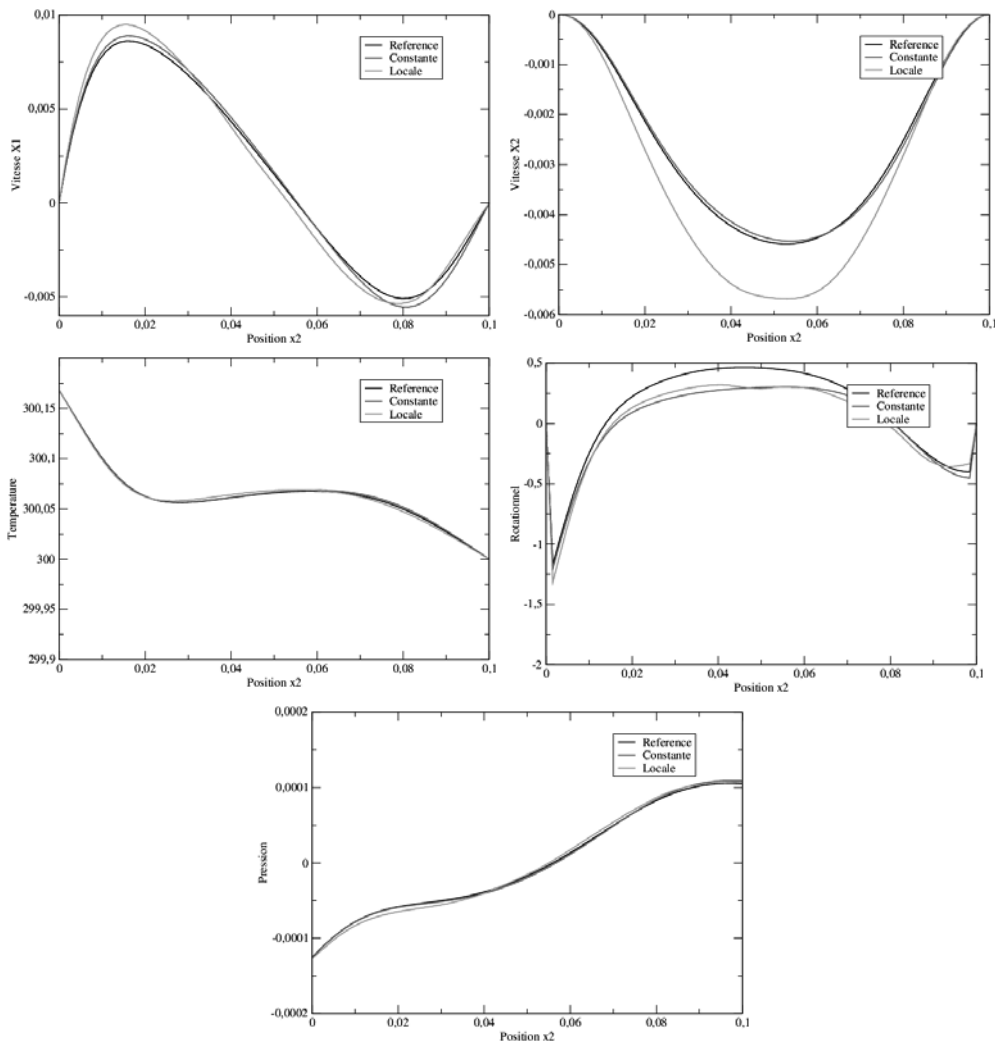 0,01
0,005
0
-0,005
Vitesse X1
Reference
Constante
Locale
0 0,02 0,04 0,06 0,08 0,1
Position x2
0
-0,001
-0,002
-0,003
-0,004
-0,005
-0,006
Vitesse X2
Reference
Constante
Locale
0 0,02 0,04 0,06 0,08 0,1
Position x2
300,15
300,1
300,05
300
299,95
299,9
Temperature
Reference
Constante
Locale
0 0,02 0,04 0,06 0,08 0,1
Position x2
0,5
0
-0,5
-1
-1,5
-2
Rotationnel
Reference
Constante
Locale
0 0,02 0,04 0,06 0,08 0,1
Position x2
0,0002
0,0001
0
-0,0001
-0,0002
Pression
Reference
Constante
Locale
0 0,02 0,04 0,06 0,08 0,1
Position x2